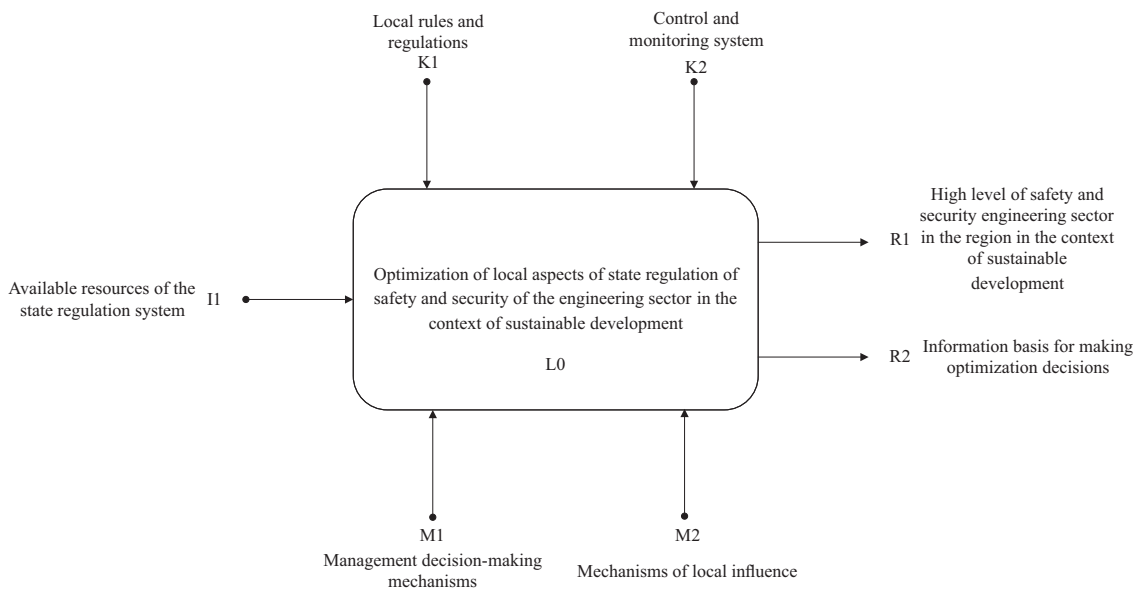 Local rules and
regulations
K1
Control and
monitoring system
K2
Available resources of the
state regulation system
I1
Optimization of local aspects of state regulation of
safety and security of the engineering sector in the
context of sustainable development
L0
R1
High level of safety and
security engineering sector
in the region in the context
of sustainable
development
R2
Information basis for making
optimization decisions
M1
Management decision-making
mechanisms
M2
Mechanisms of local influence